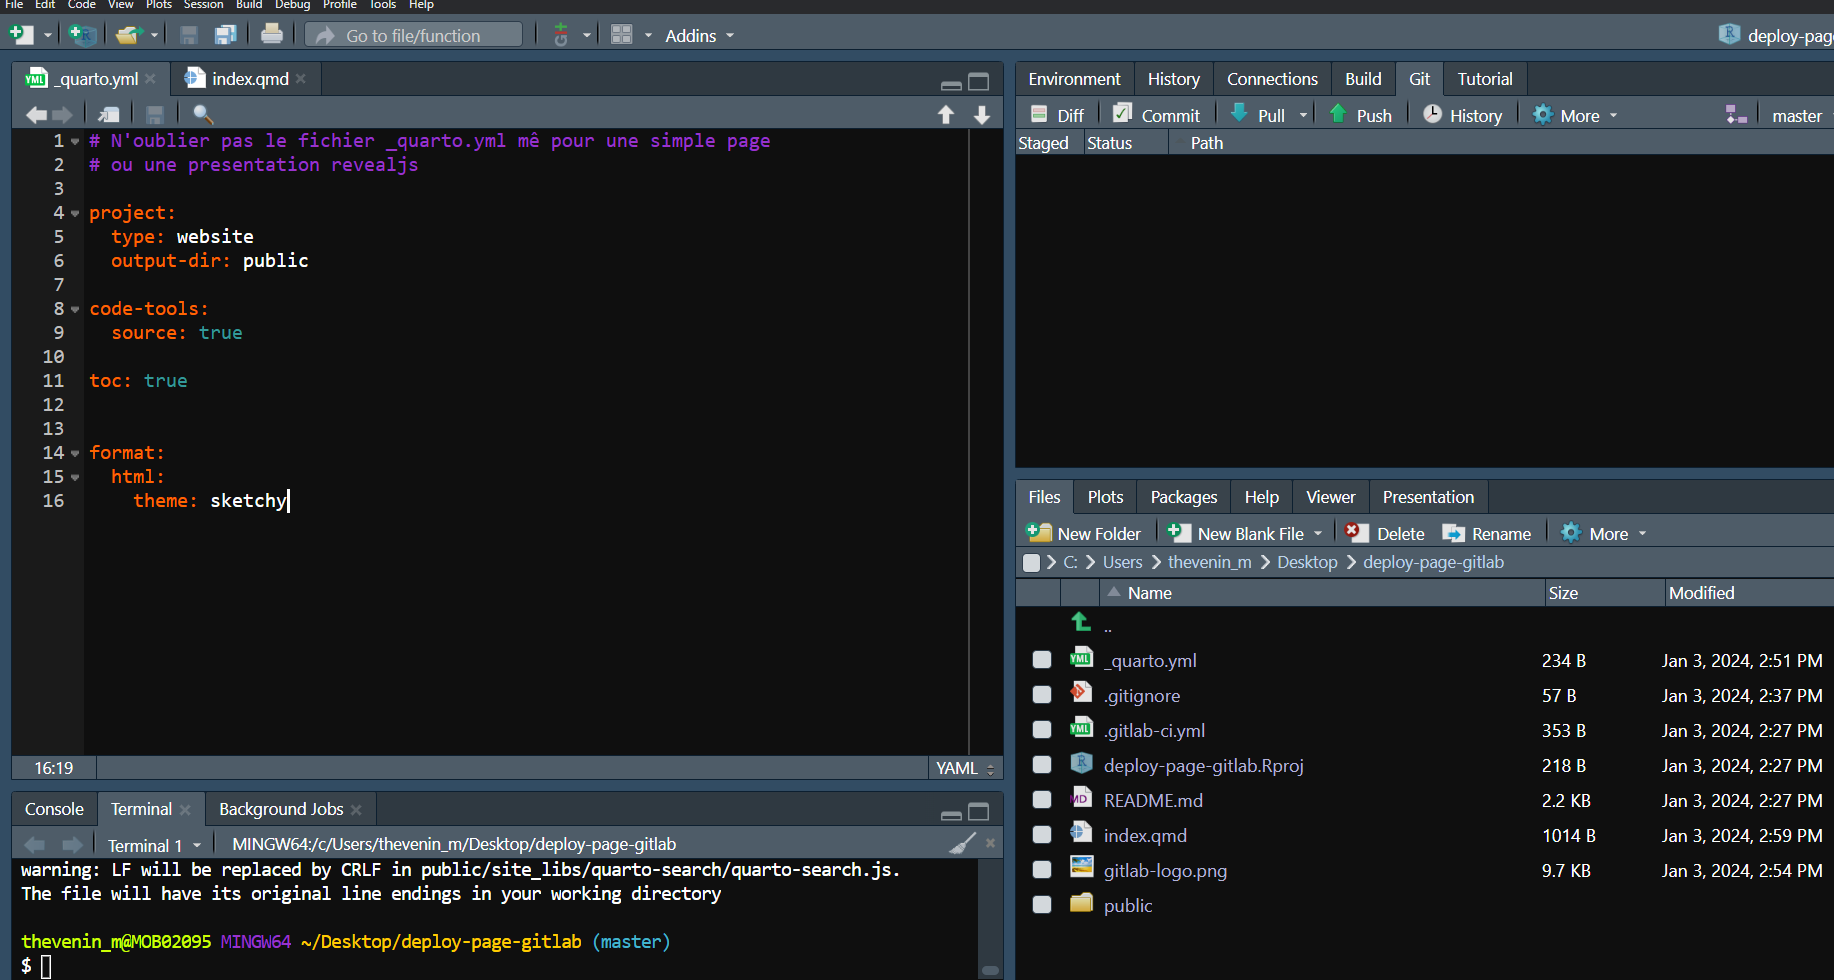 File Edit Code View Plots Session Build Debug Profile Tools Help
Go to file/function Addins deploy-page
_quarto.yml index.qmd
1 # N'oublier pas le fichier _quarto.yml mê pour une simple page
2 # ou une presentation revealjs
3
4 project:
5 type: website
6 output-dir: public
7
8 code-tools:
9 source: true
10
11 toc: true
12
13
14 format:
15 html:
16 theme: sketchy
16:19 YAML
Console Terminal Background Jobs
Terminal 1 MINGW64:/c/Users/thevenin_m/Desktop/deploy-page-gitlab
warning: LF will be replaced by CRLF in public/site_libs/quarto-search/quarto-search.js.
The file will have its original line endings in your working directory
thevenin_m@MOB02095 MINGW64 ~/Desktop/deploy-page-gitlab (master)
$
Environment History Connections Build Git Tutorial
Diff Commit Pull Push History More master
Staged Status Path
Files Plots Packages Help Viewer Presentation
New Folder New Blank File Delete Rename More
C: Users thevenin_m Desktop deploy-page-gitlab
Name Size Modified
..
_quarto.yml 234 B Jan 3, 2024, 2:51 PM
.gitignore 57 B Jan 3, 2024, 2:37 PM
.gitlab-ci.yml 353 B Jan 3, 2024, 2:27 PM
deploy-page-gitlab.Rproj 218 B Jan 3, 2024, 2:27 PM
README.md 2.2 KB Jan 3, 2024, 2:27 PM
index.qmd 1014 B Jan 3, 2024, 2:59 PM
gitlab-logo.png 9.7 KB Jan 3, 2024, 2:54 PM
public